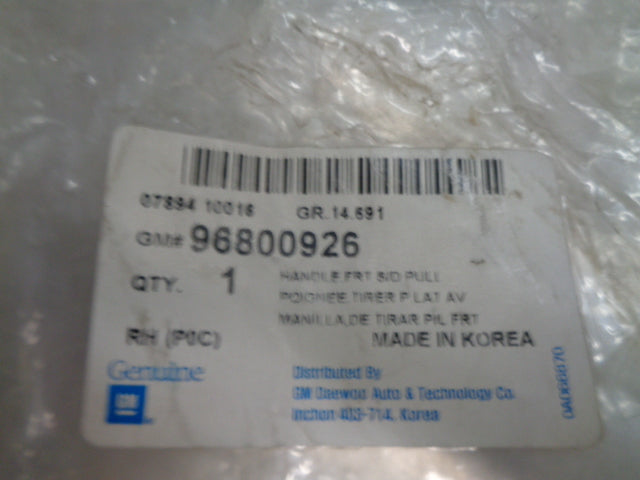 07894 10016 GR.14.691
GM# 96800926
QTY. 1 HANDLE,FRT S/D PULL
POIGNEE,TIRER P LAT AV
MANILLA,DE TIRAR P/L FRT
RH (P0C) MADE IN KOREA
Genuine
GM
Distributed By
GM Daewoo Auto & Technology Co.
Inchon 403-714, Korea